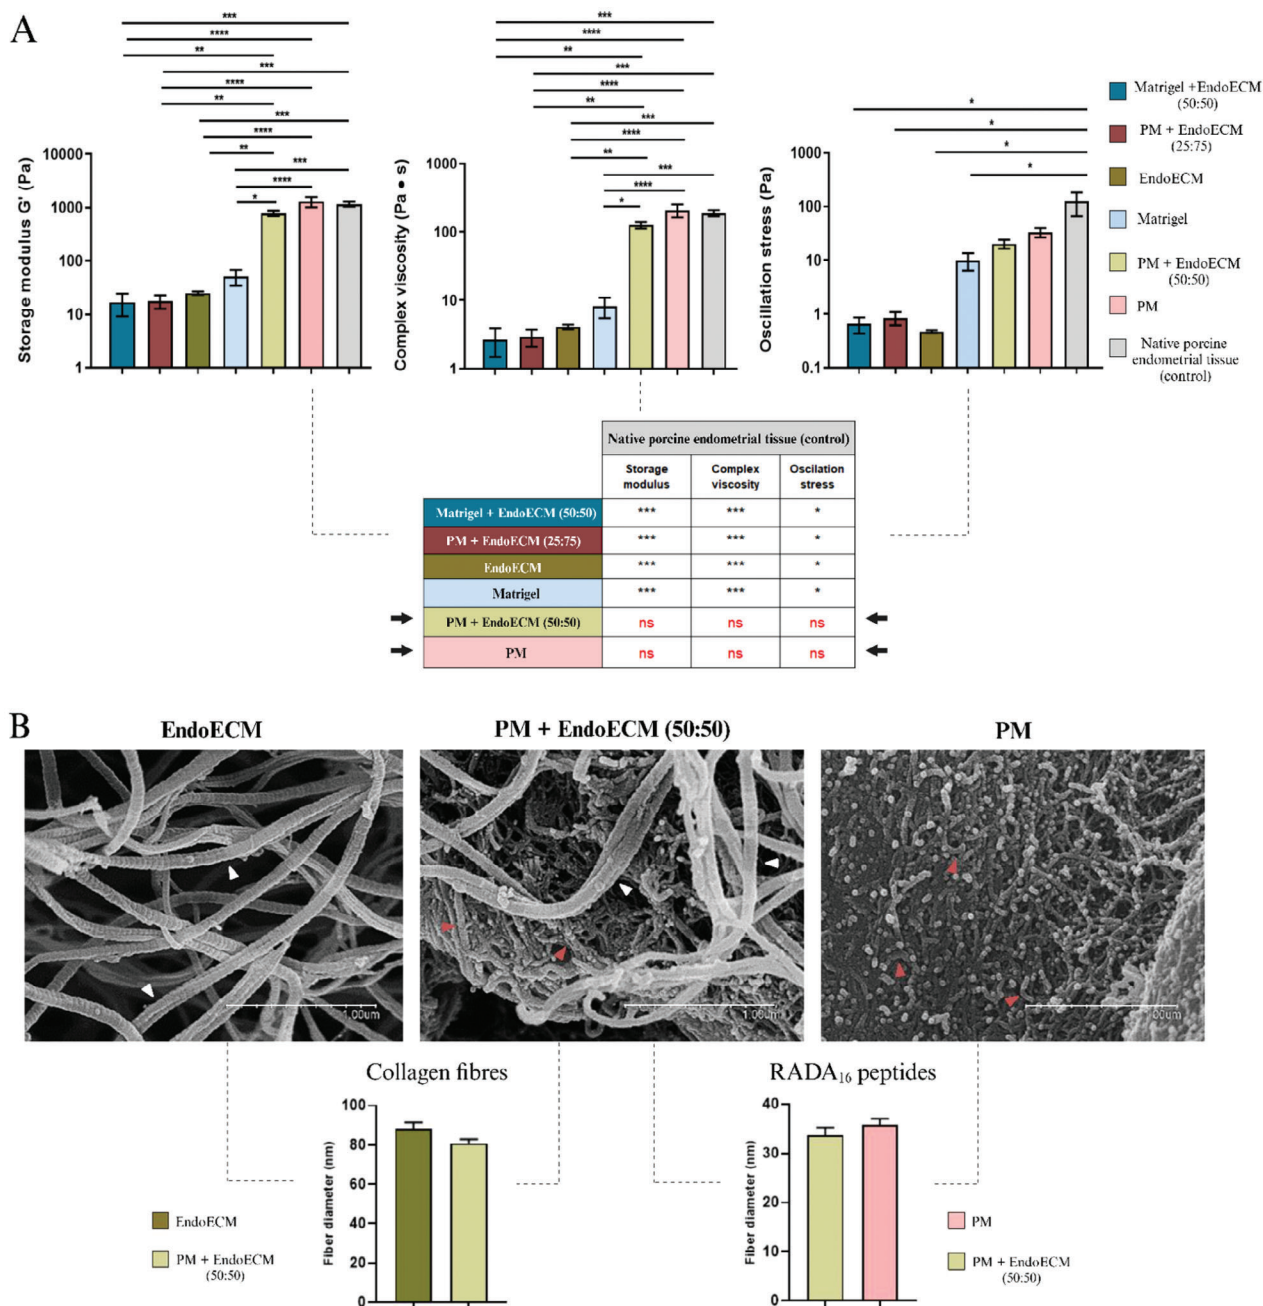 A
***
****
**
***
****
**
***
****
**
***
****
*
Storage modulus G' (Pa)
10000
1000
100
10
1
***
****
**
***
****
**
***
****
**
***
****
*
Complex viscosity (Pa • s)
1000
100
10
1
*
*
*
*
Oscillation stress (Pa)
1000
100
10
1
0.1
Matrigel +EndoECM
(50:50)
PM + EndoECM
(25:75)
EndoECM
Matrigel
PM + EndoECM
(50:50)
PM
Native porcine
endometrial tissue
(control)
Native porcine endometrial tissue (control)
Storage modulus
Complex viscosity
Oscilation stress
Matrigel + EndoECM (50:50) *** *** *
PM + EndoECM (25:75) *** *** *
EndoECM *** *** *
Matrigel *** *** *
PM + EndoECM (50:50) ns ns ns
PM ns ns ns
B
EndoECM
PM + EndoECM (50:50)
PM
1.00um
1.00um
00um
Collagen fibres
Fiber diameter (nm)
100
80
60
40
20
0
EndoECM
PM + EndoECM
(50:50)
RADA₁₆ peptides
Fiber diameter (nm)
40
30
20
10
0
PM
PM + EndoECM
(50:50)